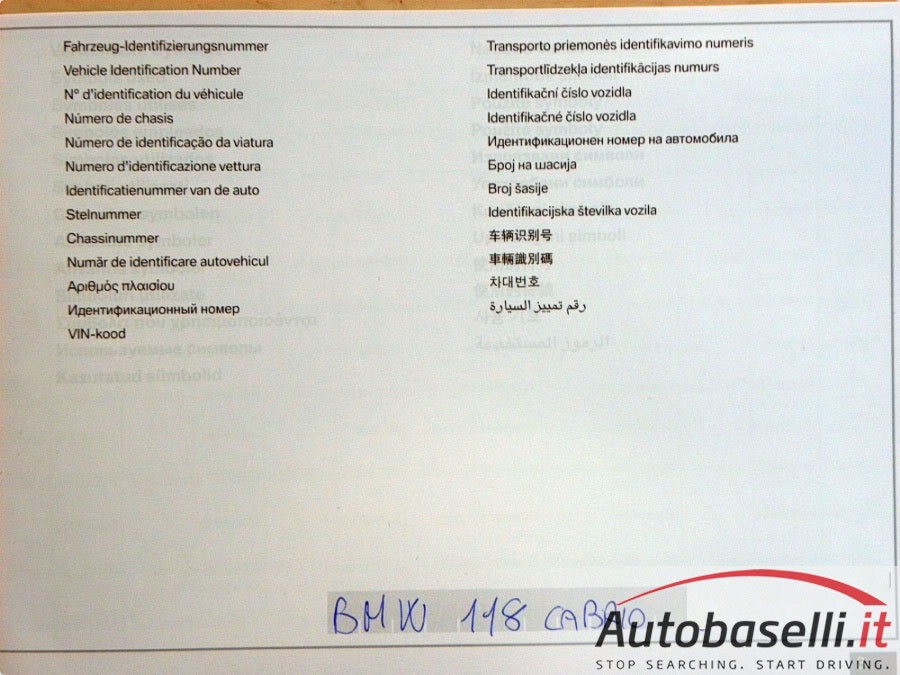 Fahrzeug-Identifizierungsnummer
Vehicle Identification Number
N° d'identification du véhicule
Número de chasis
Número de identificação da viatura
Numero d'identificazione vettura
Identificatienummer van de auto
Stelnummer
Chassinummer
Număr de identificare autovehicul
Αριθμός πλαισίου
Идентификационный номер
VIN-kood
Transporto priemonės identifikavimo numeris
Transportlīdzekļa identifikācijas numurs
Identifikační číslo vozidla
Identifikačné číslo vozidla
Идентификационен номер на автомобила
Број на шасија
Broj šasije
Identifikacijska številka vozila
车辆识别号
車輛識別碼
차대번호
رقم تمييز السيارة
BMW 118 CABRIO
Autobaselli.it
STOP SEARCHING. START DRIVING.